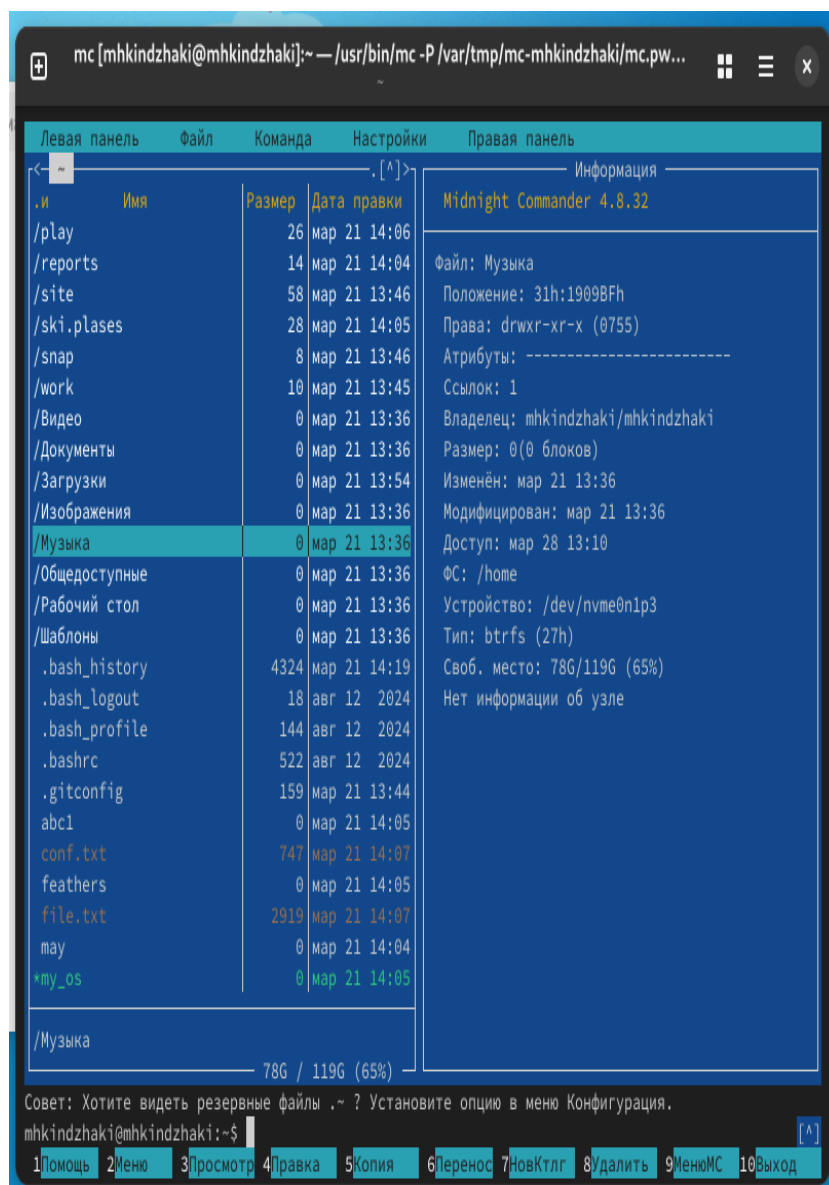 mc [mhkindzhaki@mhkindzhaki]:~ — /usr/bin/mc -P /var/tmp/mc-mhkindzhaki/mc.pw...
~
Левая панель Файл Команда Настройки Правая панель
<— ~ .[^]>
.и Имя Размер Дата правки
/play 26 мар 21 14:06
/reports 14 мар 21 14:04
/site 58 мар 21 13:46
/ski.plases 28 мар 21 14:05
/snap 8 мар 21 13:46
/work 10 мар 21 13:45
/Видео 0 мар 21 13:36
/Документы 0 мар 21 13:36
/Загрузки 0 мар 21 13:54
/Изображения 0 мар 21 13:36
/Музыка 0 мар 21 13:36
/Общедоступные 0 мар 21 13:36
/Рабочий стол 0 мар 21 13:36
/Шаблоны 0 мар 21 13:36
.bash_history 4324 мар 21 14:19
.bash_logout 18 авг 12 2024
.bash_profile 144 авг 12 2024
.bashrc 522 авг 12 2024
.gitconfig 159 мар 21 13:44
abc1 0 мар 21 14:05
conf.txt 747 мар 21 14:07
feathers 0 мар 21 14:05
file.txt 2919 мар 21 14:07
may 0 мар 21 14:04
*my_os 0 мар 21 14:05
/Музыка
78G / 119G (65%)
Информация
Midnight Commander 4.8.32
Файл: Музыка
Положение: 31h:1909BFh
Права: drwxr-xr-x (0755)
Атрибуты: -------------------------
Ссылок: 1
Владелец: mhkindzhaki/mhkindzhaki
Размер: 0(0 блоков)
Изменён: мар 21 13:36
Модифицирован: мар 21 13:36
Доступ: мар 28 13:10
ФС: /home
Устройство: /dev/nvme0n1p3
Тип: btrfs (27h)
Своб. место: 78G/119G (65%)
Нет информации об узле
Совет: Хотите видеть резервные файлы .~ ? Установите опцию в меню Конфигурация.
mhkindzhaki@mhkindzhaki:~$ [^]
1Помощь 2Меню 3Просмотр 4Правка 5Копия 6Перенос 7НовКтлг 8Удалить 9МенюМС 10Выход